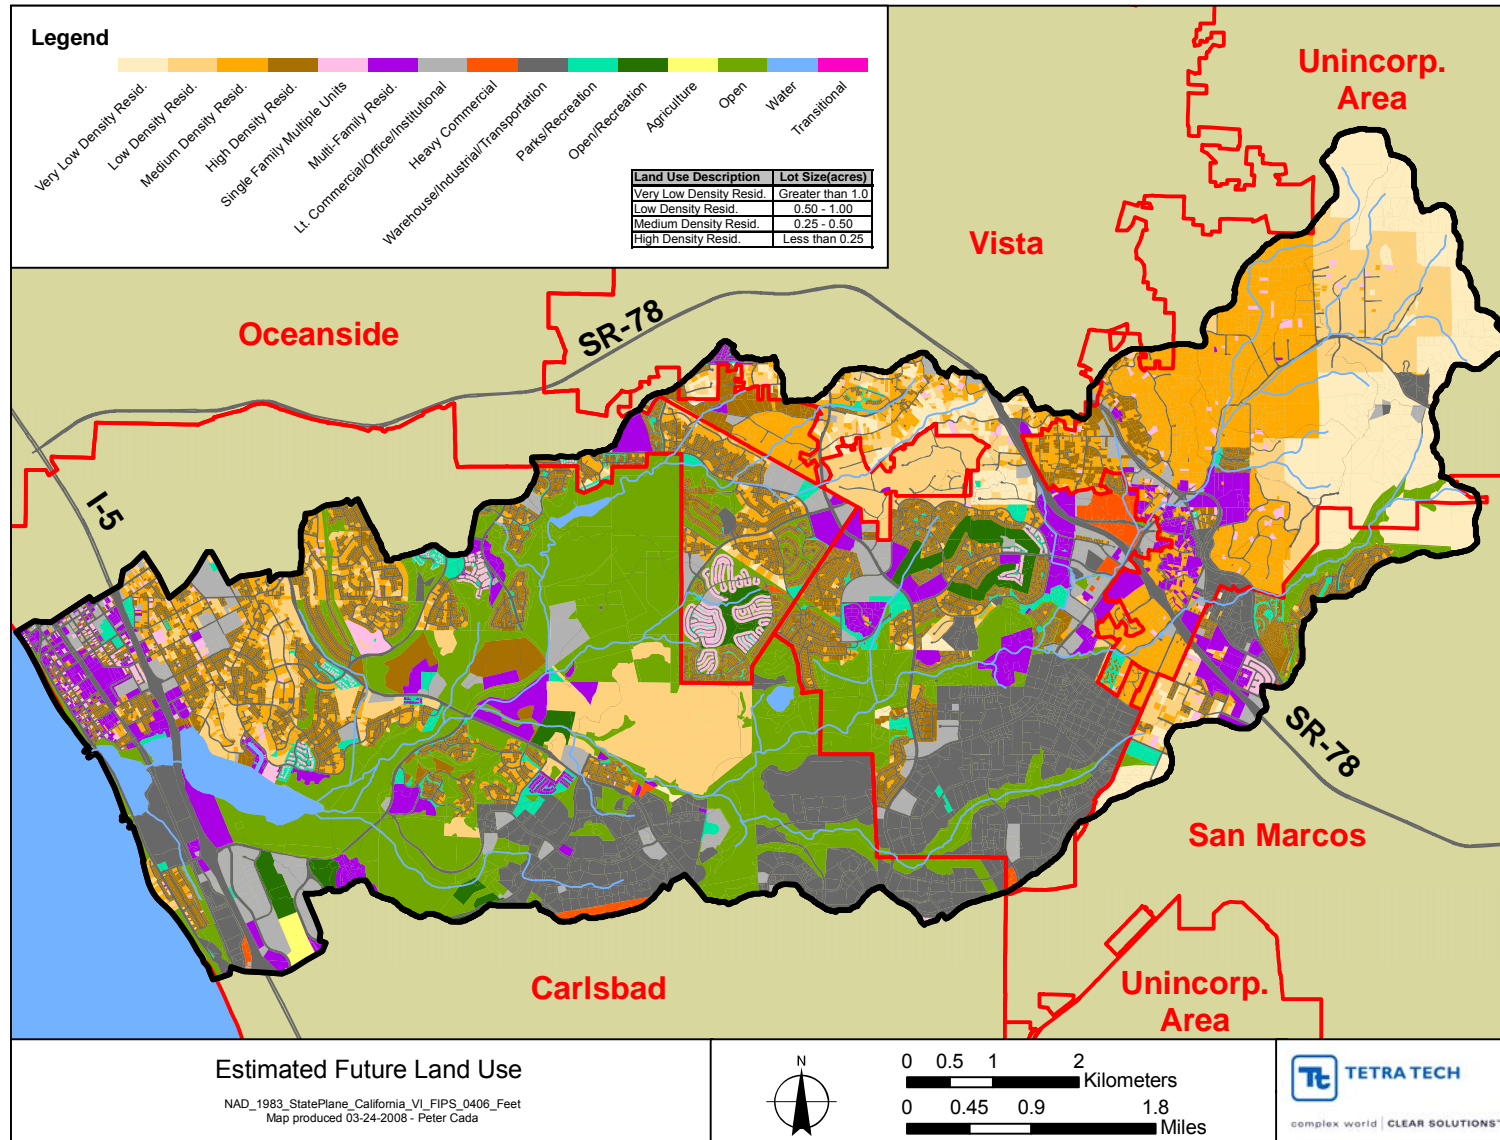 Legend
Very Low Density Resid.
Low Density Resid.
Medium Density Resid.
High Density Resid.
Single Family Multiple Units
Multi-Family Resid.
Lt. Commercial/Office/Institutional
Heavy Commercial
Warehouse/Industrial/Transportation
Parks/Recreation
Open/Recreation
Agriculture
Open
Water
Transitional
Land Use Description Lot Size(acres)
Very Low Density Resid. Greater than 1.0
Low Density Resid. 0.50 - 1.00
Medium Density Resid. 0.25 - 0.50
High Density Resid. Less than 0.25
Unincorp.
Area
Vista
Oceanside
SR-78
I-5
SR-78
San Marcos
Carlsbad
Unincorp.
Area
Estimated Future Land Use
NAD_1983_StatePlane_California_VI_FIPS_0406_Feet
Map produced 03-24-2008 - Peter Cada
N
0 0.5 1 2
Kilometers
0 0.45 0.9 1.8
Miles
Tt TETRA TECH
complex world | CLEAR SOLUTIONS™